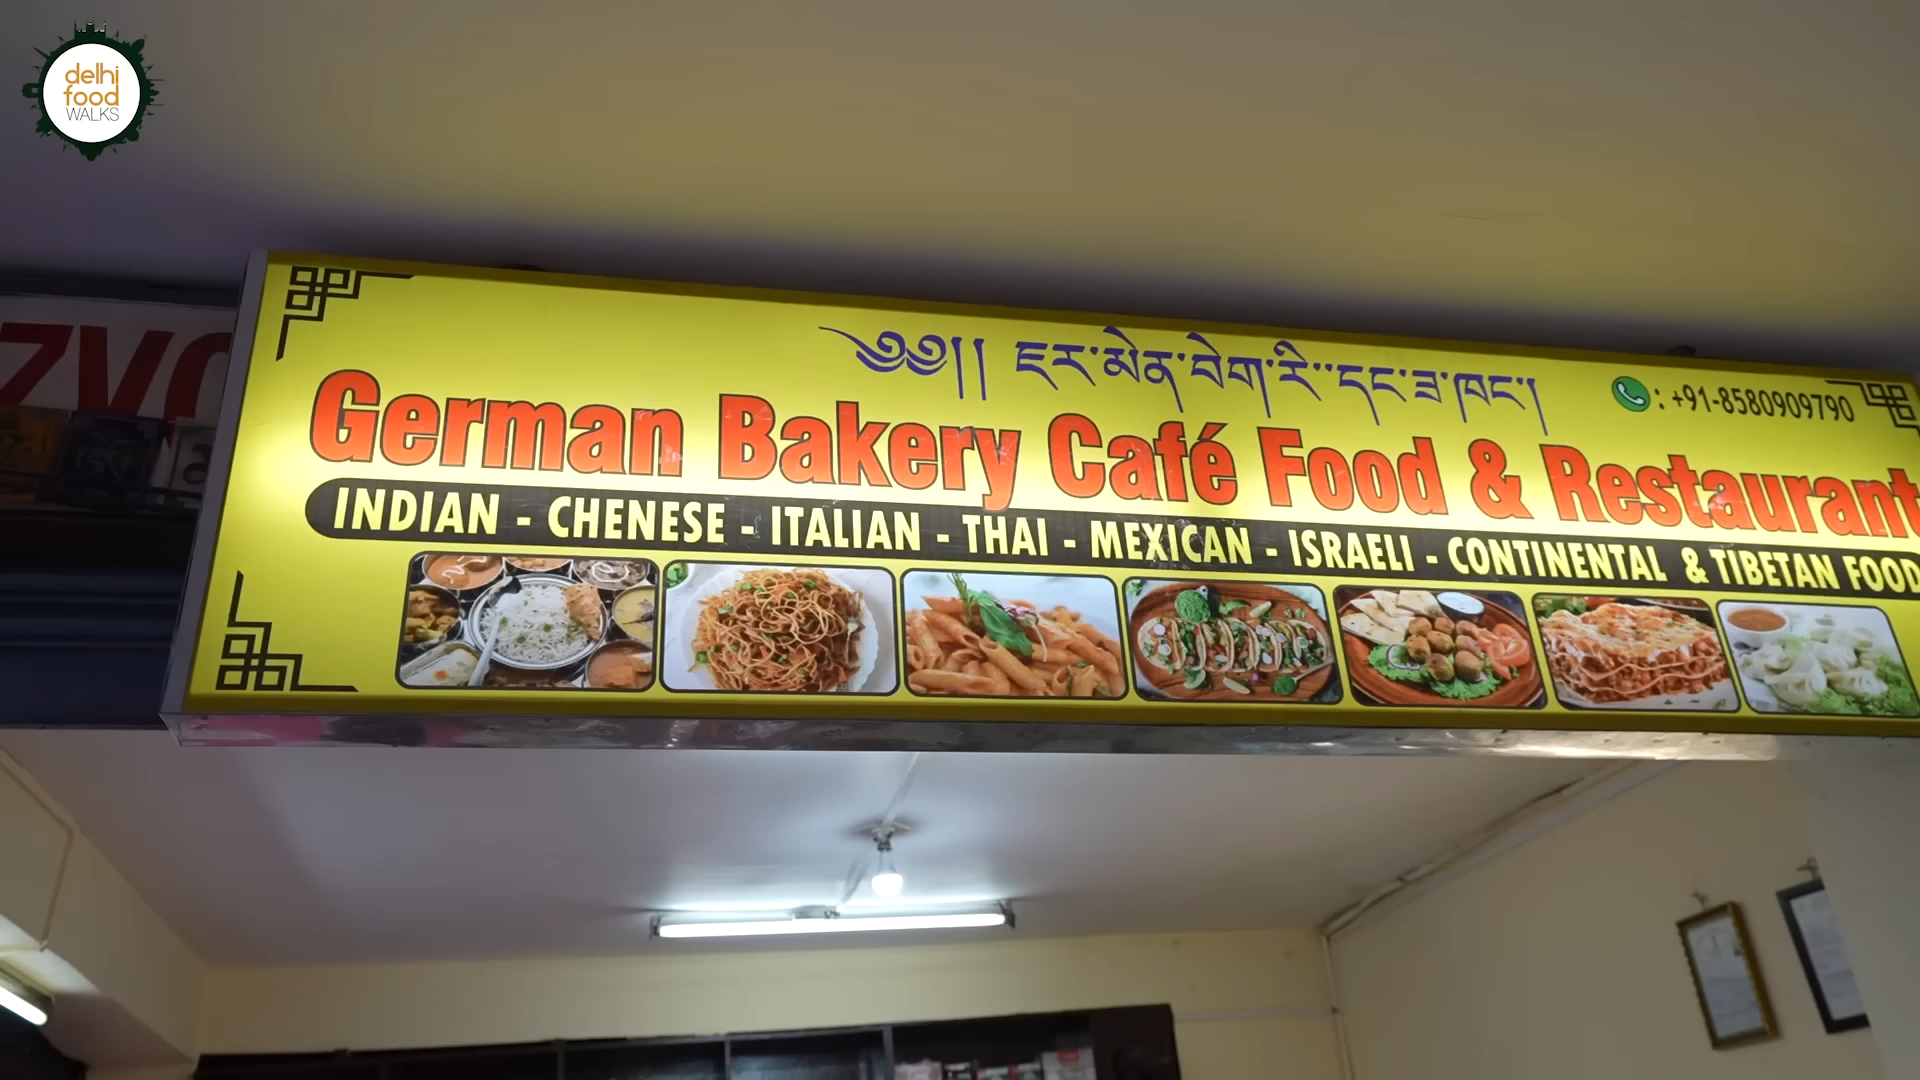 delhi
food
WALKS
༄༅།། ཇར་མེན་བེག་རི་་དང་ཟ་ཁང་།
: +91-8580909790
German Bakery Café Food & Restaurant
INDIAN - CHENESE - ITALIAN - THAI - MEXICAN - ISRAELI - CONTINENTAL & TIBETAN FOOD